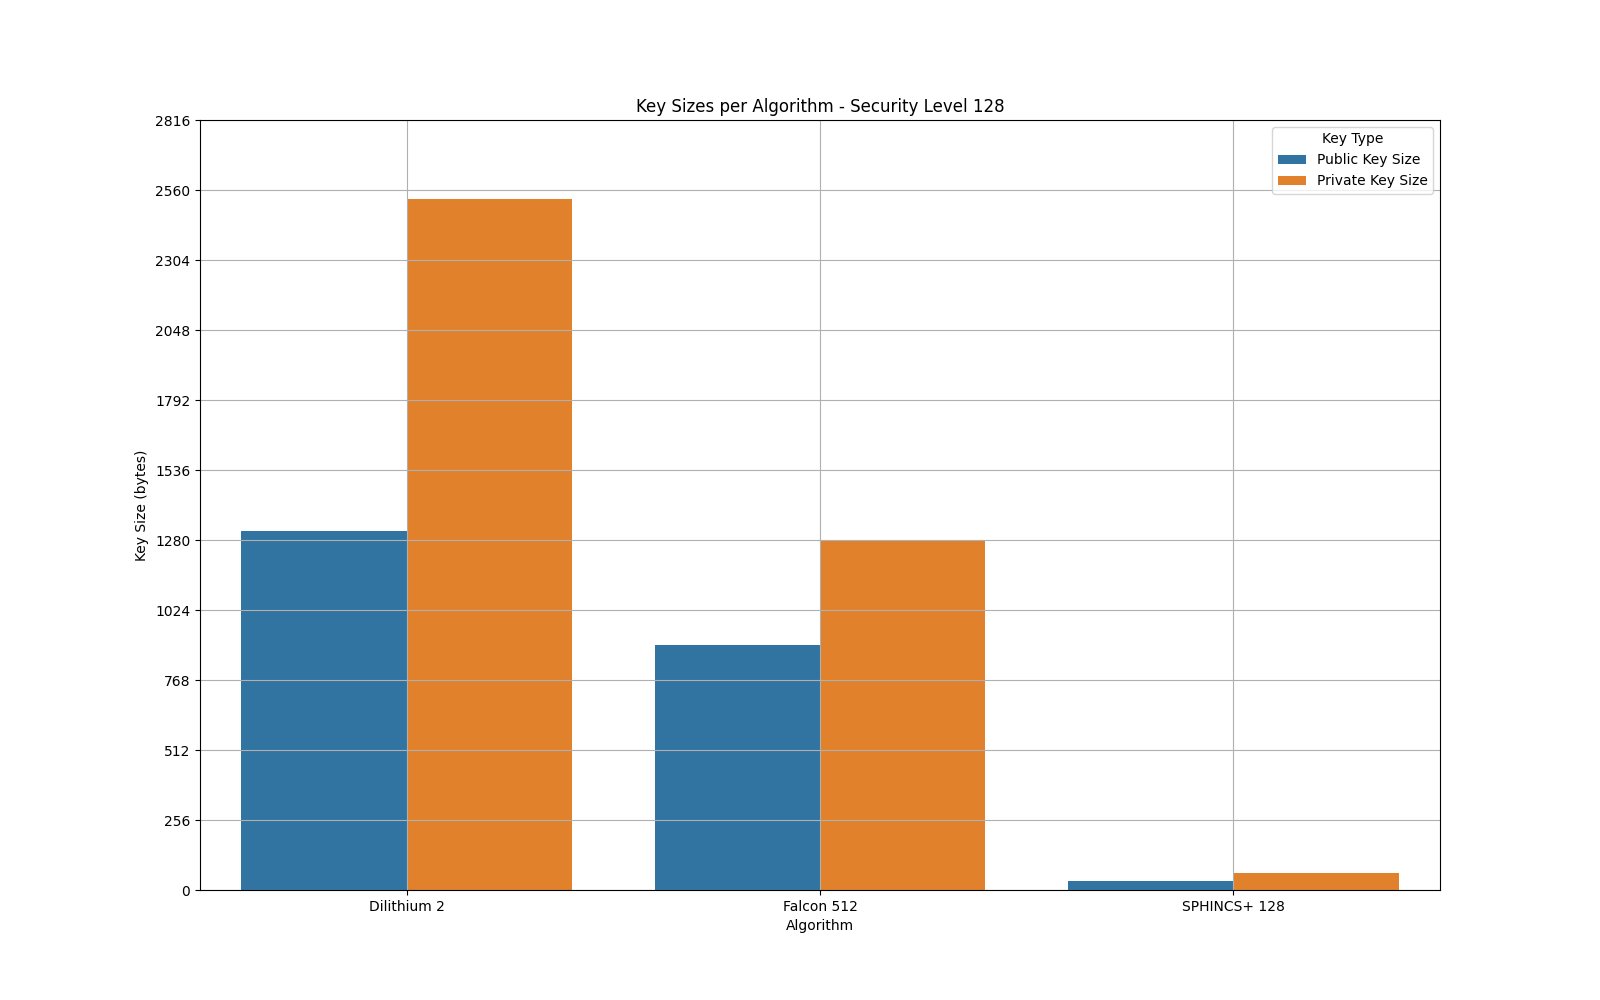 Key Sizes per Algorithm - Security Level 128
Key Type
Public Key Size
Private Key Size
2816
2560
2304
2048
1792
1536
1280
1024
768
512
256
0
Key Size (bytes)
Dilithium 2
Falcon 512
SPHINCS+ 128
Algorithm